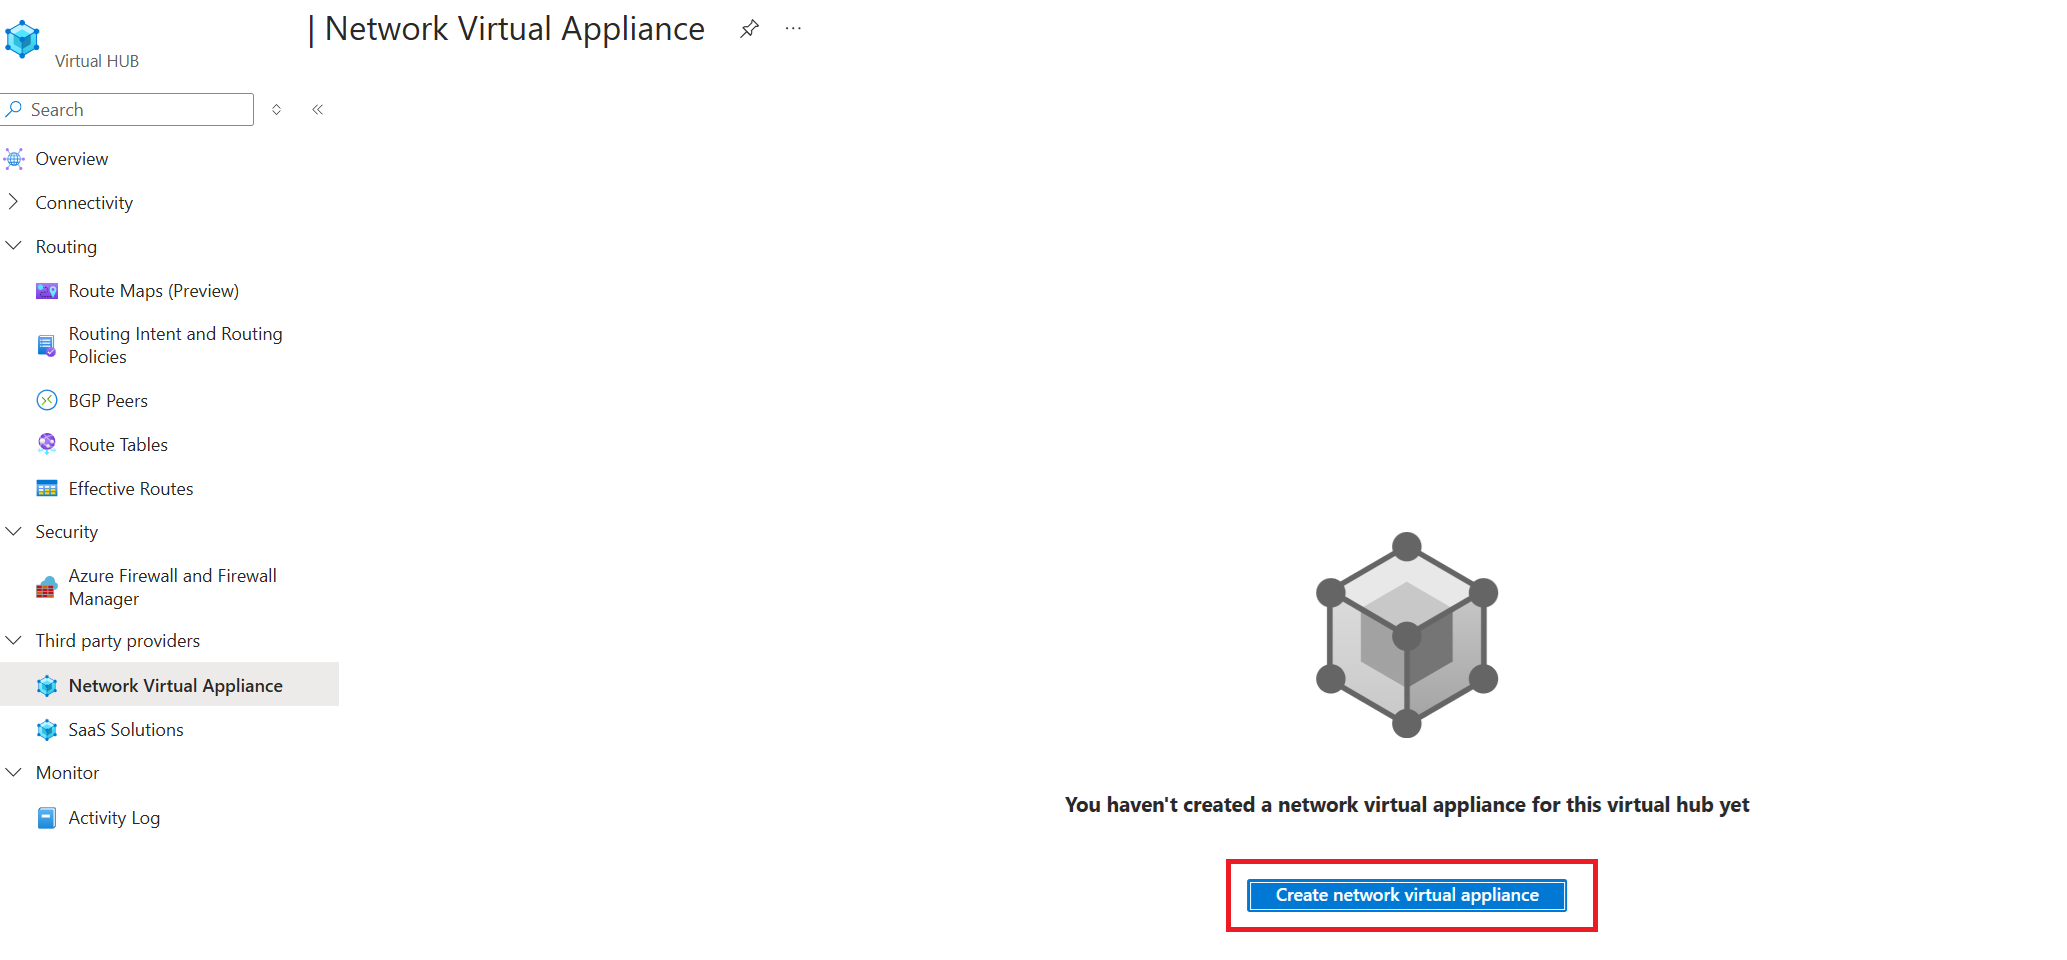 | Network Virtual Appliance
Virtual HUB
Search
Overview
Connectivity
Routing
Route Maps (Preview)
Routing Intent and Routing
Policies
BGP Peers
Route Tables
Effective Routes
Security
Azure Firewall and Firewall
Manager
Third party providers
Network Virtual Appliance
SaaS Solutions
Monitor
Activity Log
You haven't created a network virtual appliance for this virtual hub yet
Create network virtual appliance